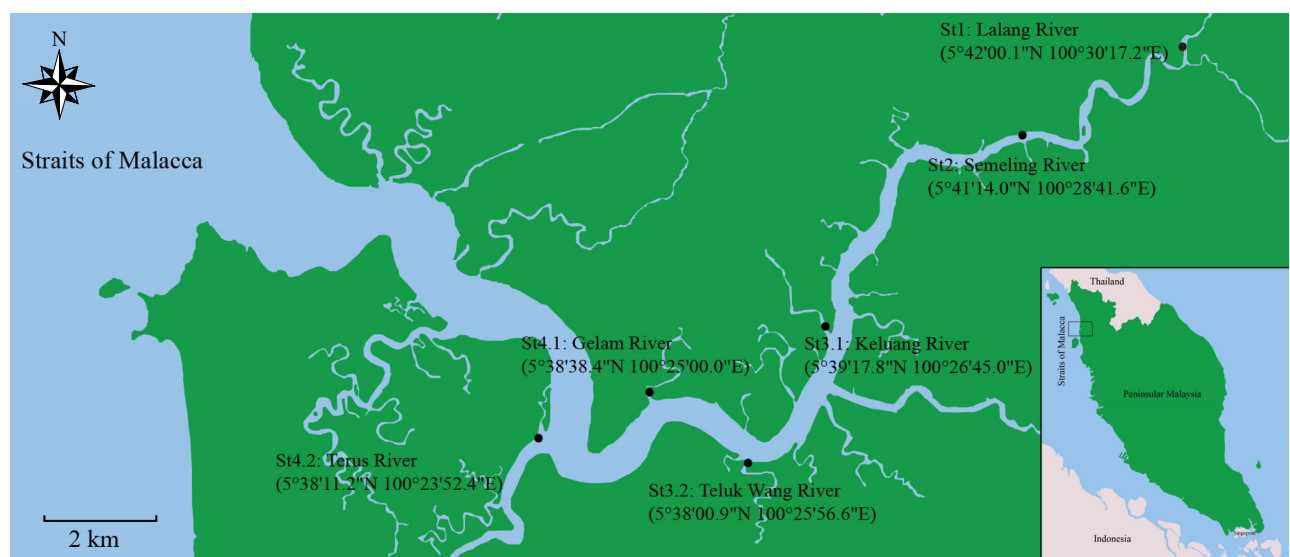 N
Straits of Malacca
St1: Lalang River
(5°42'00.1"N 100°30'17.2"E)
St2: Semeling River
(5°41'14.0"N 100°28'41.6"E)
St4.1: Gelam River
(5°38'38.4"N 100°25'00.0"E)
St3.1: Keluang River
(5°39'17.8"N 100°26'45.0"E)
St4.2: Terus River
(5°38'11.2"N 100°23'52.4"E)
St3.2: Teluk Wang River
(5°38'00.9"N 100°25'56.6"E)
2 km
Thailand
Straits of Malacca
Peninsular Malaysia
Singapore
Indonesia